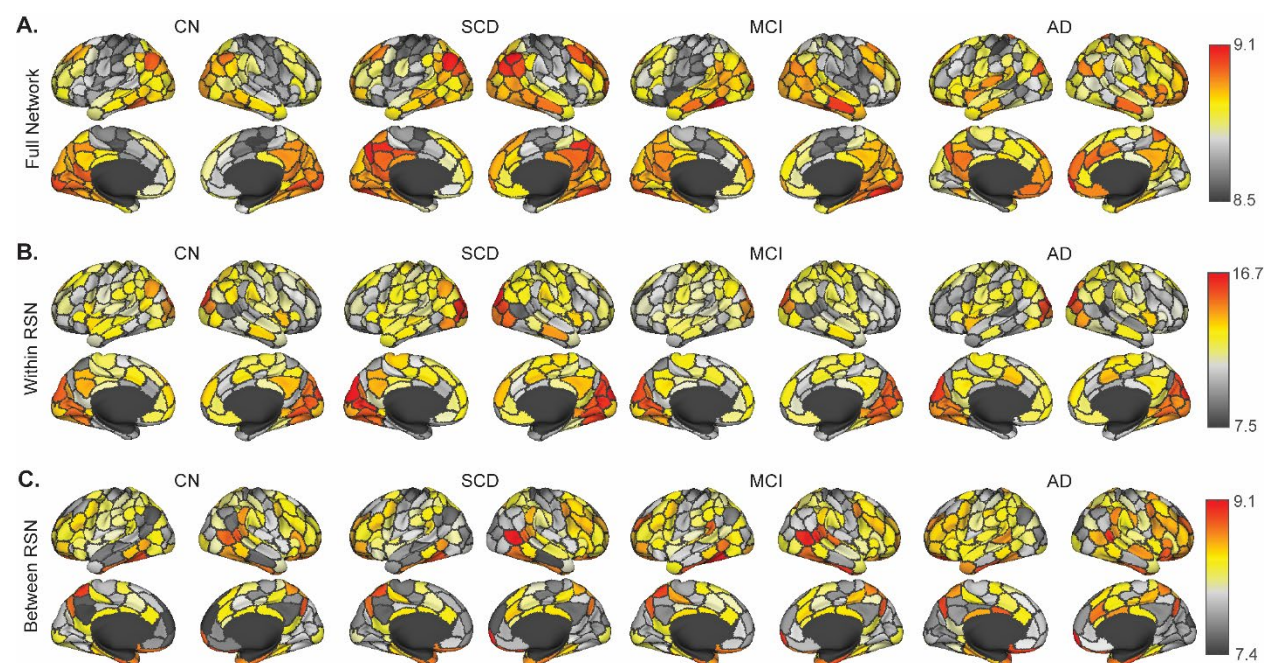 A.
CN SCD MCI AD
Full Network
9.1
8.5
B.
CN SCD MCI AD
Within RSN
16.7
7.5
C.
CN SCD MCI AD
Between RSN
9.1
7.4